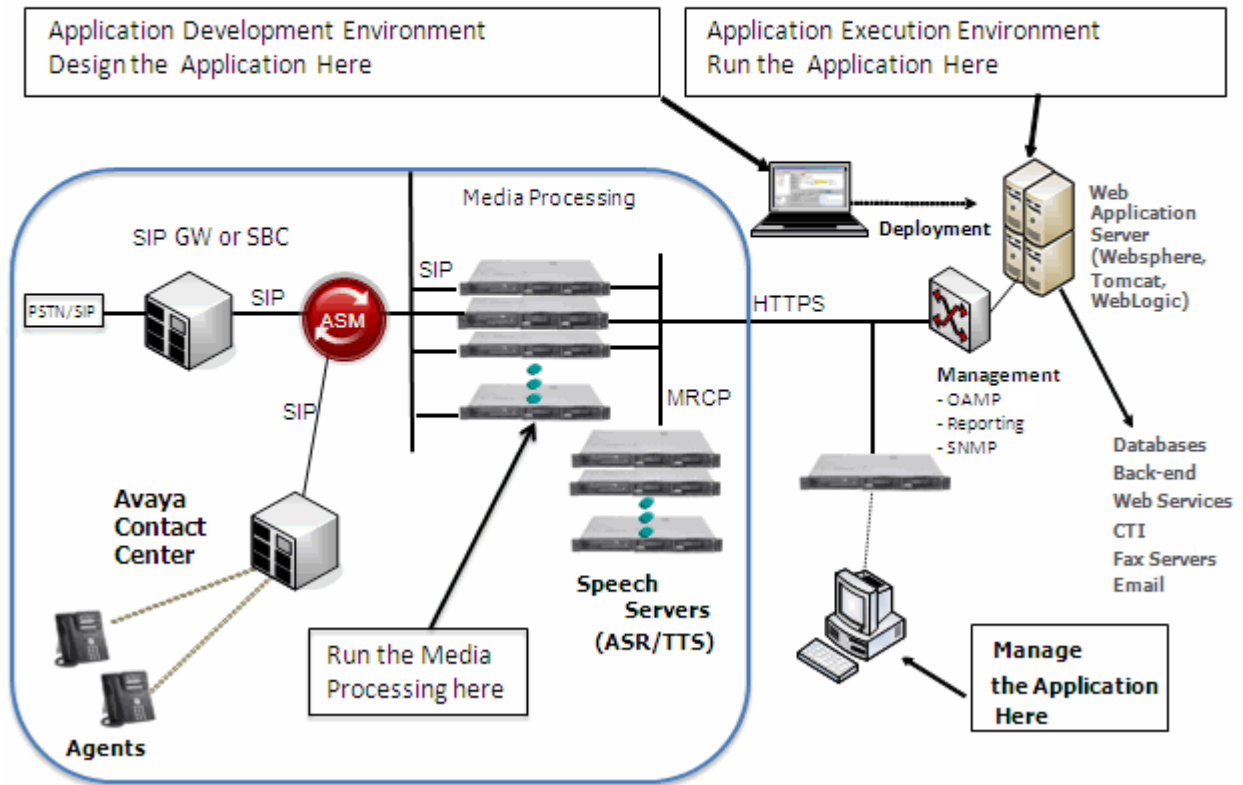 Application Development Environment
Design the Application Here
Application Execution Environment
Run the Application Here
Media Processing
SIP GW or SBC
SIP
SIP
PSTN/SIP
ASM
SIP
HTTPS
MRCP
Deployment
Web
Application
Server
(Websphere,
Tomcat,
WebLogic)
Management
- OAMP
- Reporting
- SNMP
Databases
Back-end
Web Services
CTI
Fax Servers
Email
Avaya
Contact
Center
Agents
Run the Media
Processing here
Speech
Servers
(ASR/TTS)
Manage
the Application
Here